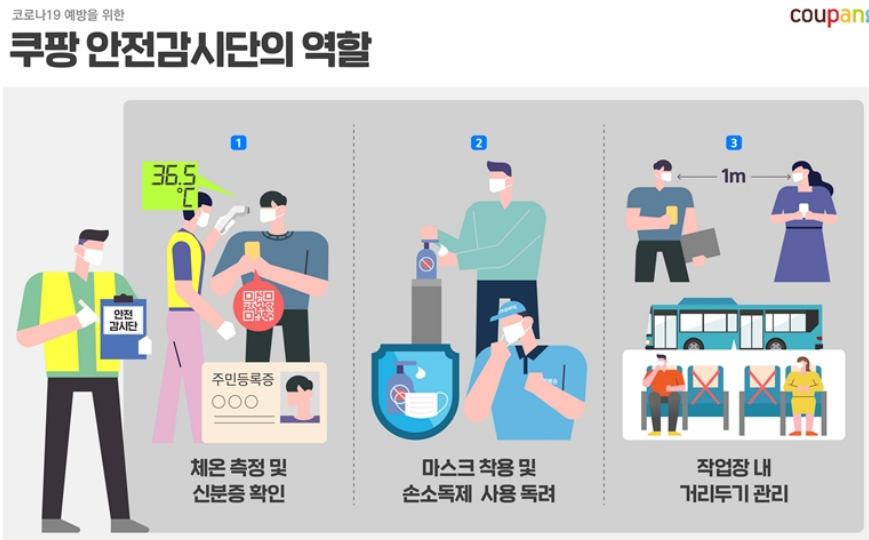 코로나19 예방을 위한
coupang
쿠팡 안전감시단의 역할
1
2
3
36.5
℃
1m
안전
감시단
주민등록증
○○○
체온 측정 및
신분증 확인
마스크 착용 및
손소독제 사용 독려
작업장 내
거리두기 관리